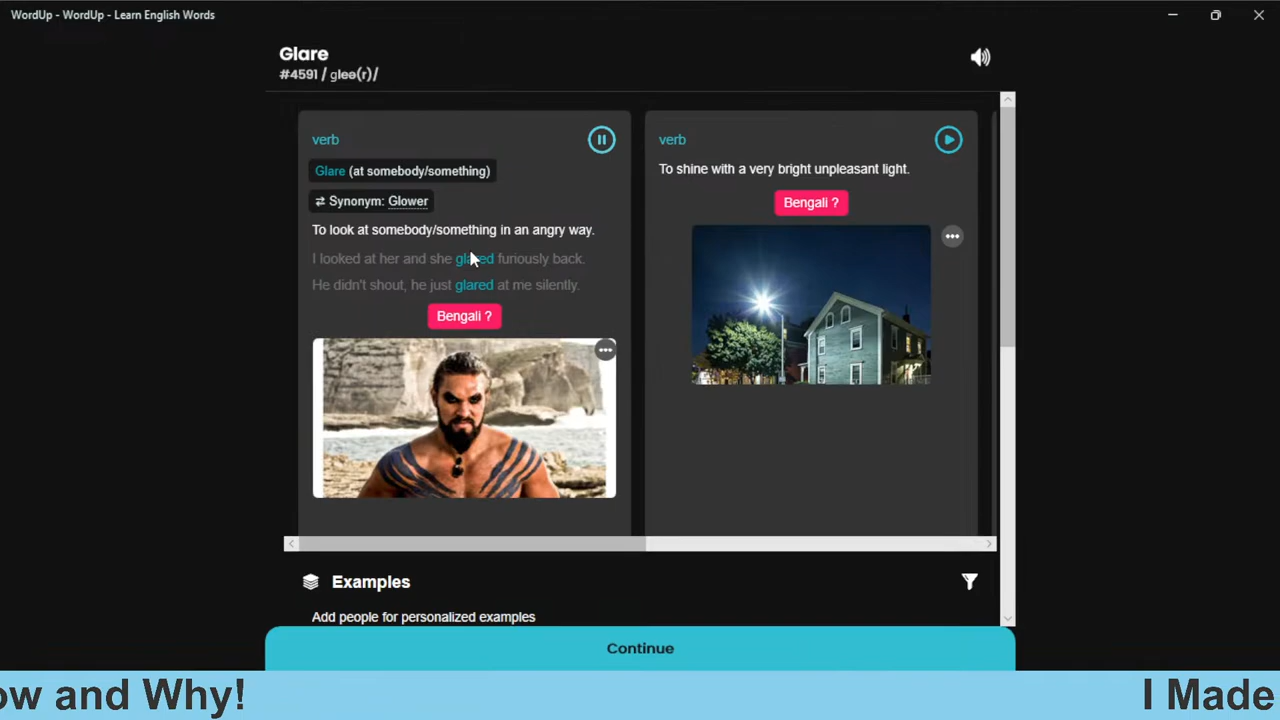 WordUp - WordUp - Learn English Words
Glare
#4591 / gleə(r)/
verb
Glare (at somebody/something)
⇄ Synonym: Glower
To look at somebody/something in an angry way.
I looked at her and she glared furiously back.
He didn't shout, he just glared at me silently.
Bengali ?
verb
To shine with a very bright unpleasant light.
Bengali ?
Examples
Add people for personalized examples
Continue
ow and Why!
I Made